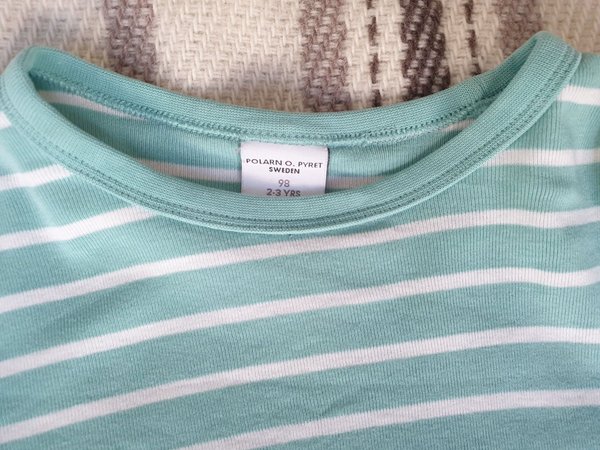 POLARN O. PYRET
SWEDEN
98
2-3 YRS